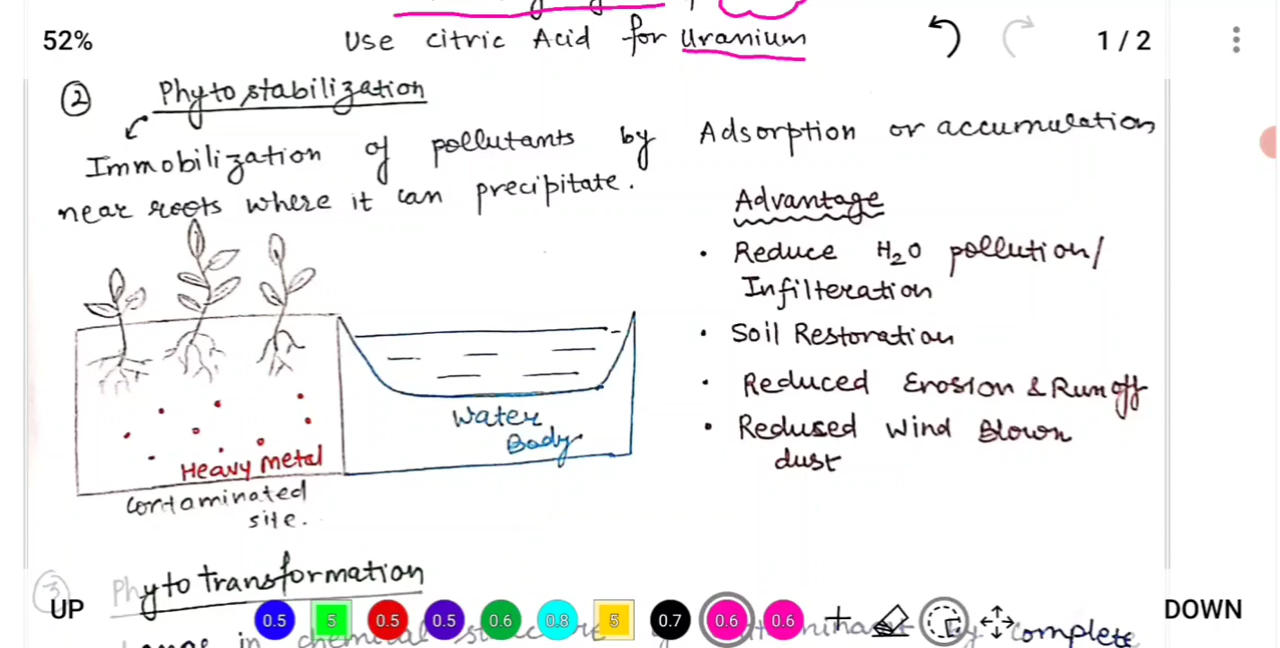 52%
Use citric Acid for Uranium
1 / 2
② Phytostabilization
Immobilization of pollutants by Adsorption or accumulation
near roots where it can precipitate.
Advantage
• Reduce H2O pollution/
Infilteration
• Soil Restoration
• Reduced Erosion & Runoff
• Redused Wind Blown
dust
Water
Body
Heavy metal
contaminated
site.
③ Phytotransformation
UP
0.5
5
0.5
0.5
0.6
0.8
5
0.7
0.6
0.6
DOWN
in chemical complete